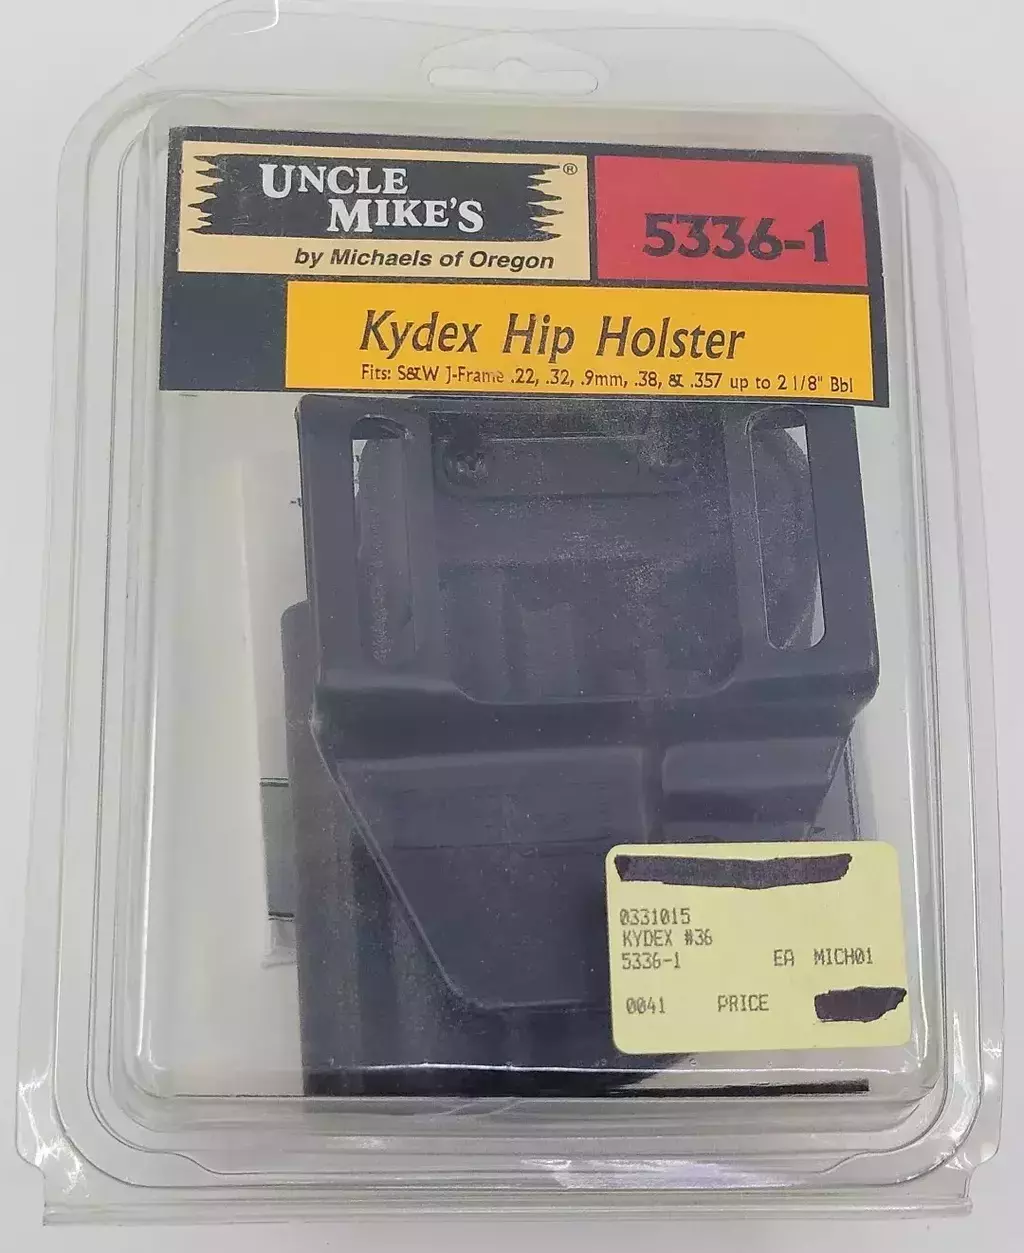 UNCLE
MIKE'S®
by Michaels of Oregon
5336-1
Kydex Hip Holster
Fits: S&W J-Frame .22, .32, .9mm, .38, & .357 up to 2 1/8" Bbl
0331015
KYDEX #36
5336-1 EA MICH01
0041 PRICE